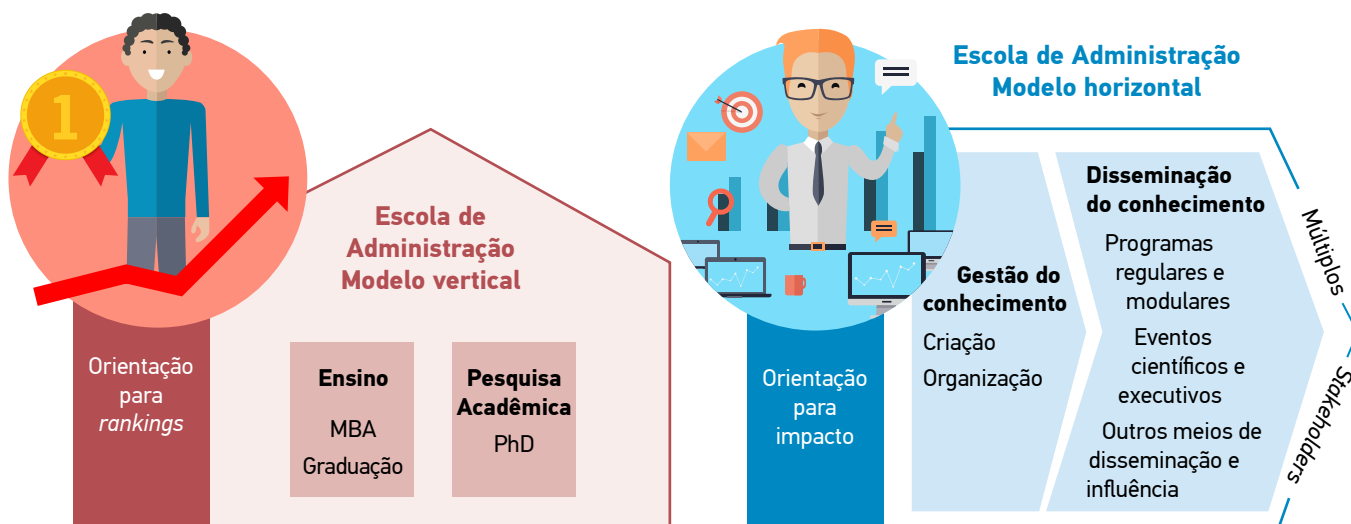 1
Orientação
para
rankings
Escola de
Administração
Modelo vertical
Ensino
MBA
Graduação
Pesquisa
Acadêmica
PhD
Escola de Administração
Modelo horizontal
Orientação
para
impacto
Gestão do
conhecimento
Criação
Organização
Disseminação
do conhecimento
Programas
regulares e
modulares
Eventos
científicos e
executivos
Outros meios de
disseminação e
influência
Múltiplos
Stakeholders